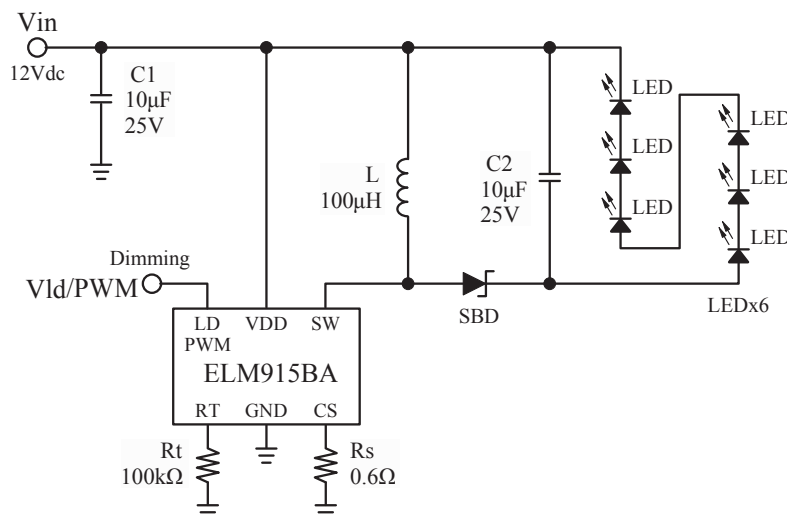 Vin
12Vdc
C1
10μF
25V
L
100μH
C2
10μF
25V
LED
LED
LED
LED
LED
LED
LEDx6
SBD
Dimming
Vld/PWM
LD VDD SW
PWM
ELM915BA
RT GND CS
Rt
100kΩ
Rs
0.6Ω